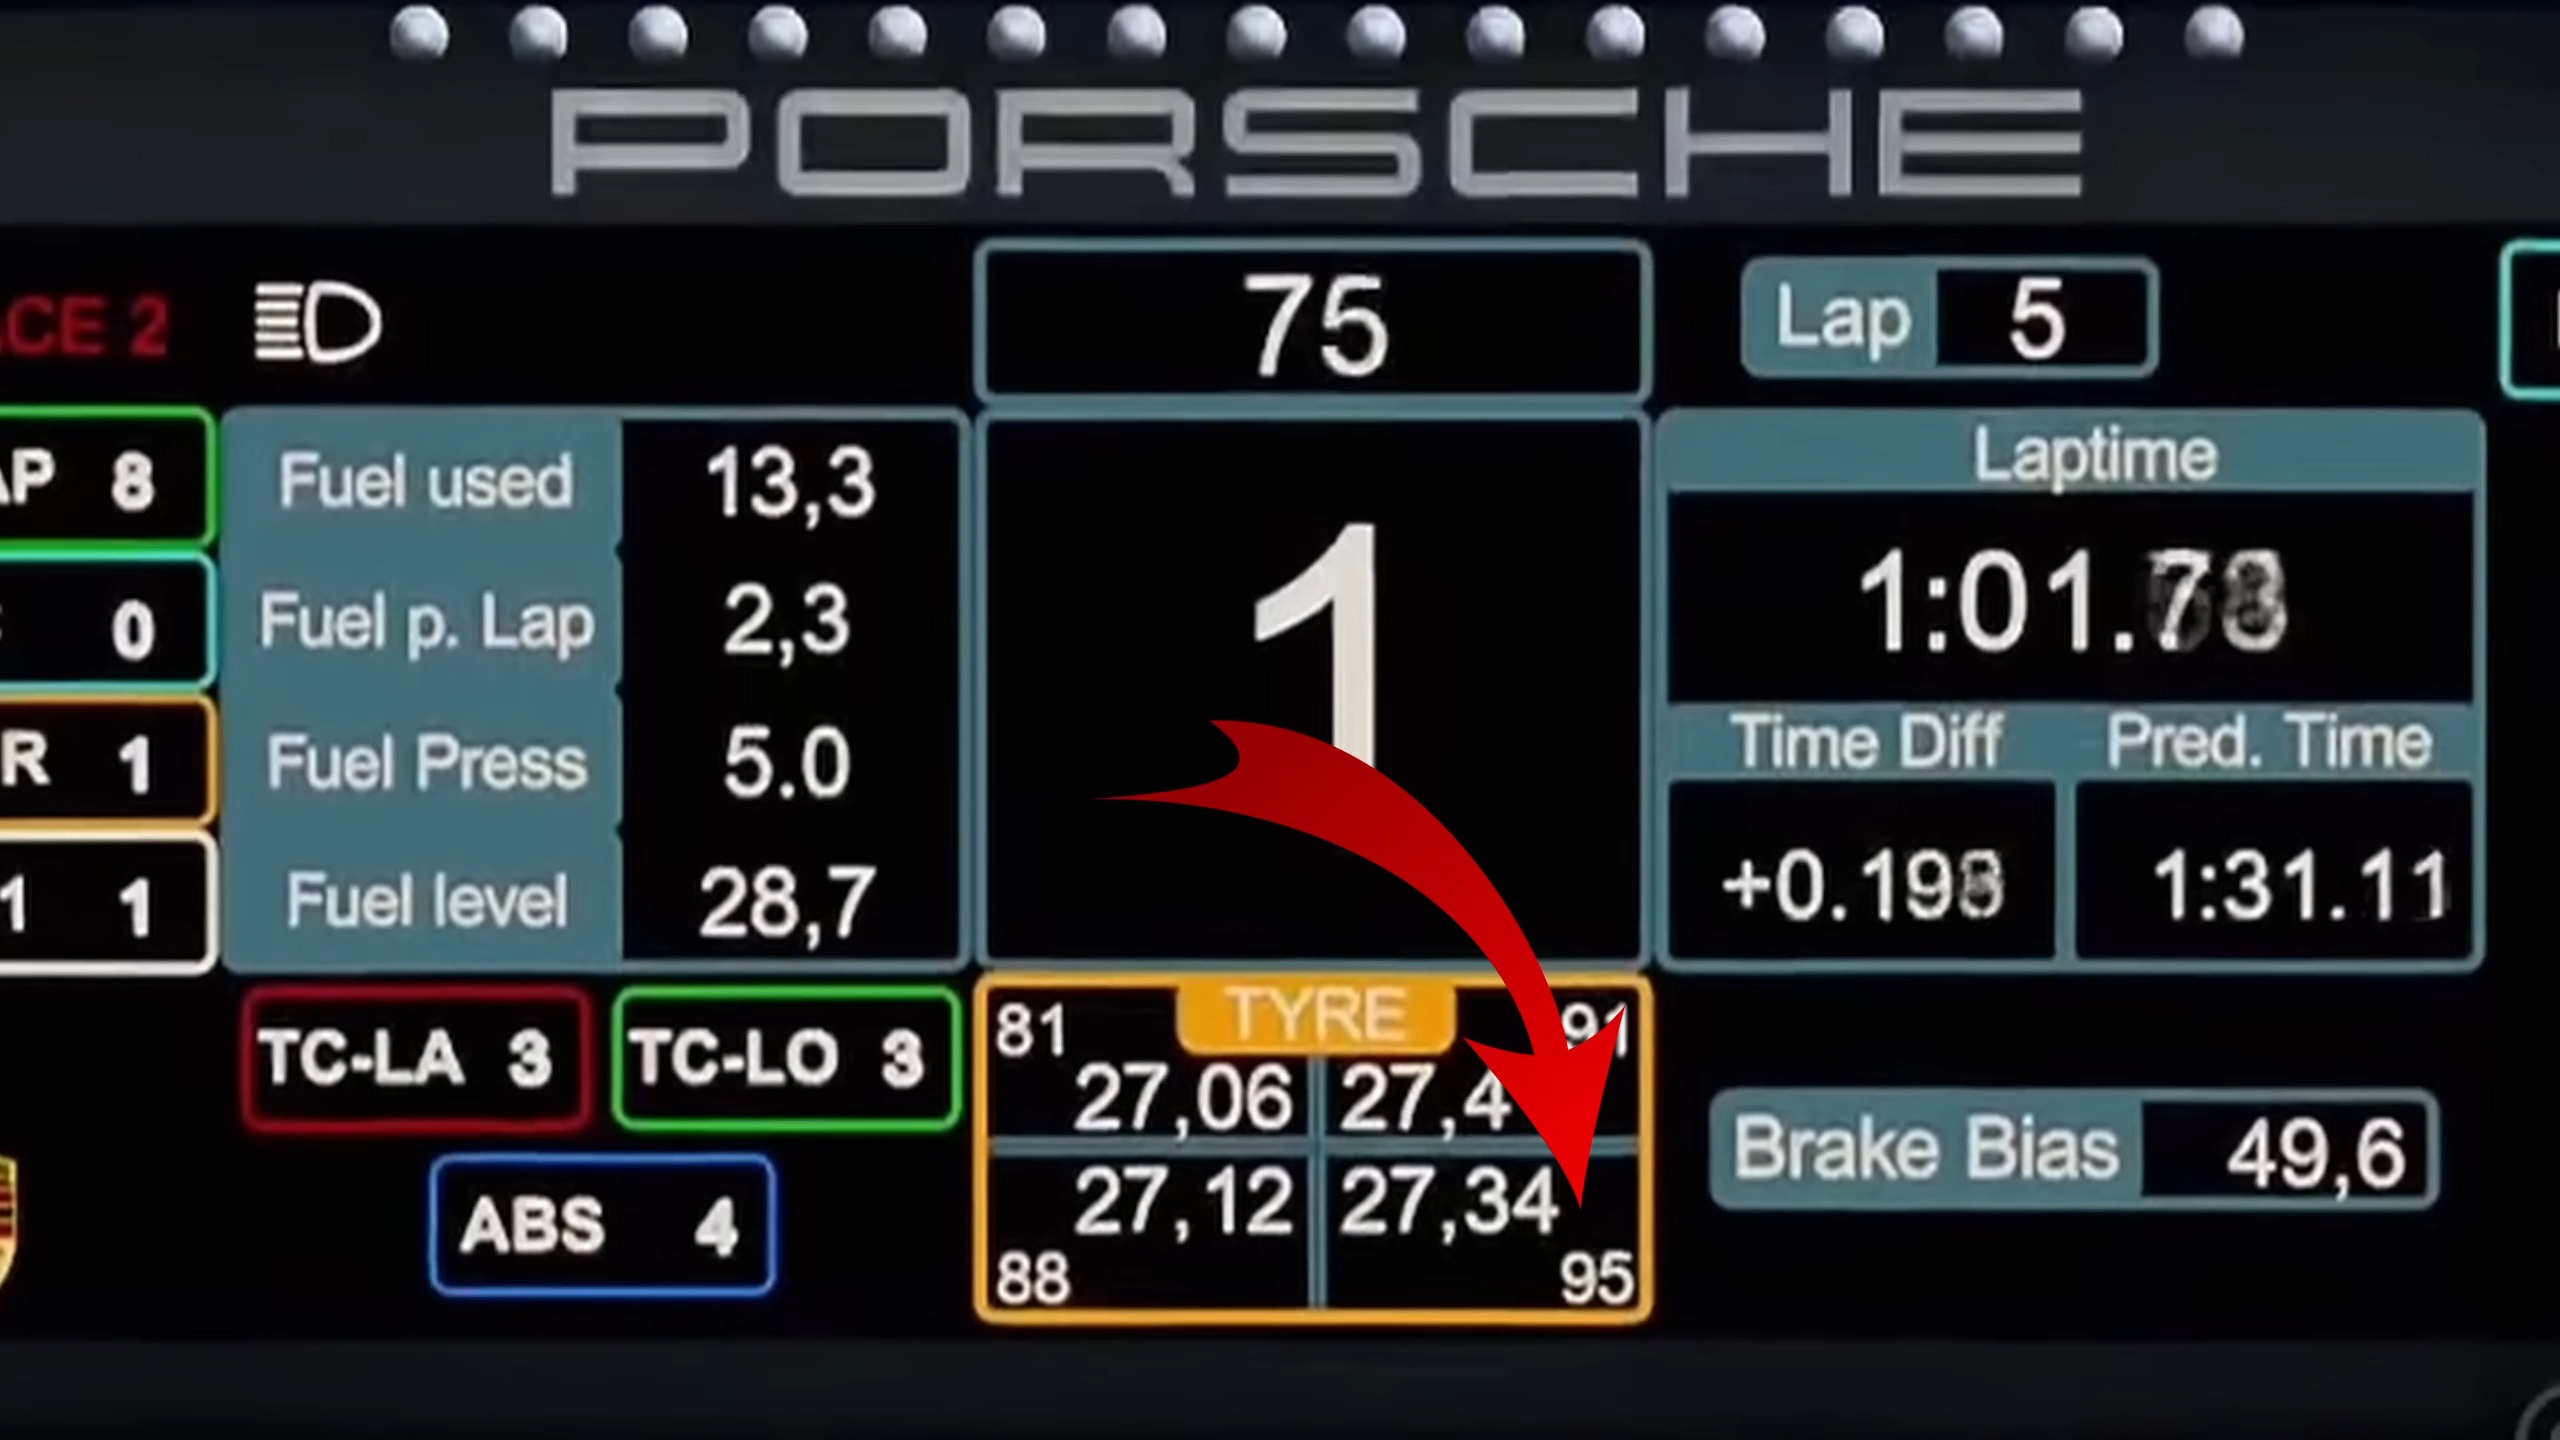 PORSCHE
75
Lap 5
CE 2
AP 8
0
R 1
1 1
Fuel used 13,3
Fuel p. Lap 2,3
Fuel Press 5.0
Fuel level 28,7
1
Laptime
1:01.
Time Diff Pred. Time
+0.19 1:31.11
TC-LA 3
TC-LO 3
ABS 4
TYRE
81 91
27,06 27,4
27,12 27,34
88 95
Brake Bias 49,6